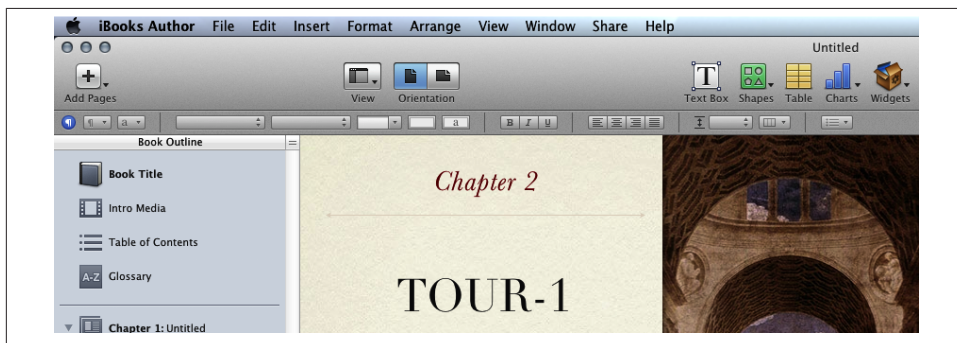 iBooks Author File Edit Insert Format Arrange View Window Share Help
Untitled
Add Pages View Orientation Text Box Shapes Table Charts Widgets
¶ a a B I U
Book Outline
Book Title
Intro Media
Table of Contents
A-Z Glossary
Chapter 1: Untitled
Chapter 2
TOUR-1